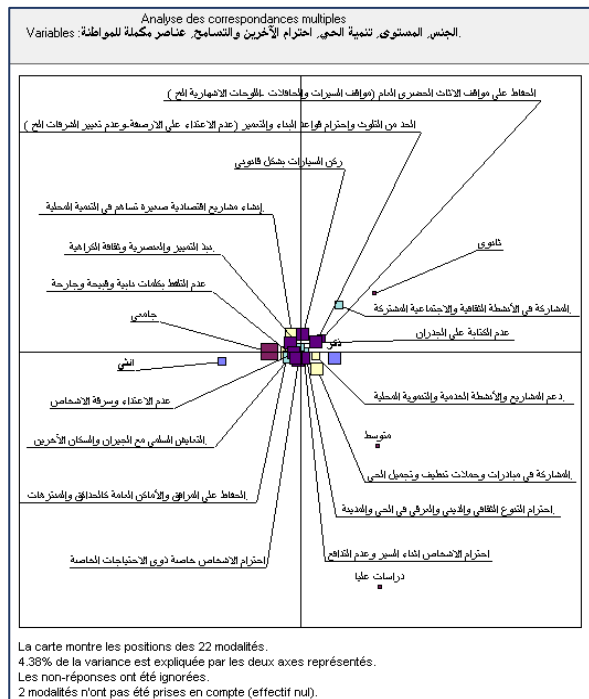 Analyse des correspondances multiples
Variables :الجنس, المستوى, تنمية الحي, احترام الآخرين والتسامح, عناصر مكملة للمواطنة.
الحفاظ على مواقف الاثاث الحضري العام (مواقف السيارات والحافلات -اللوحات الاشهارية الخ )
الحد من التلوث واحترام قواعد البناء والتعمير (عدم الاعتداء على الارصفة-وعدم تغيير الشرفات الخ )
ركن السيارات بشكل قانوني
إنشاء مشاريع اقتصادية صغيرة تساهم في التنمية المحلية.
نبذ التمييز والعنصرية وثقافة الكراهية
ثانوي
عدم التلفظ بكلمات نابية وقبيحة وجارحة
المشاركة في الأنشطة الثقافية والاجتماعية المشتركة.
جامعي
عدم الكتابة على الجدران
ذكر
انثى
دعم المشاريع والأنشطة الخدمية والتنموية المحلية.
عدم الاعتداء وسرقة الاشخاص
متوسط
التعايش السلمي مع الجيران والسكان الآخرين.
المشاركة في مبادرات وحملات تنظيف وتجميل الحي.
الحفاظ على المرافق والأماكن العامة كالحدائق والمنتزهات.
احترام التنوع الثقافي والديني والعرقي في الحي والمدينة.
احترام الاشخاص خاصة ذوي الاحتياجات الخاصة
احترام الاشخاص اثناء السير وعدم التدافع
دراسات عليا
La carte montre les positions des 22 modalités.
4.38% de la variance est expliquée par les deux axes représentés.
Les non-réponses ont été ignorées.
2 modalités n'ont pas été prises en compte (effectif nul).